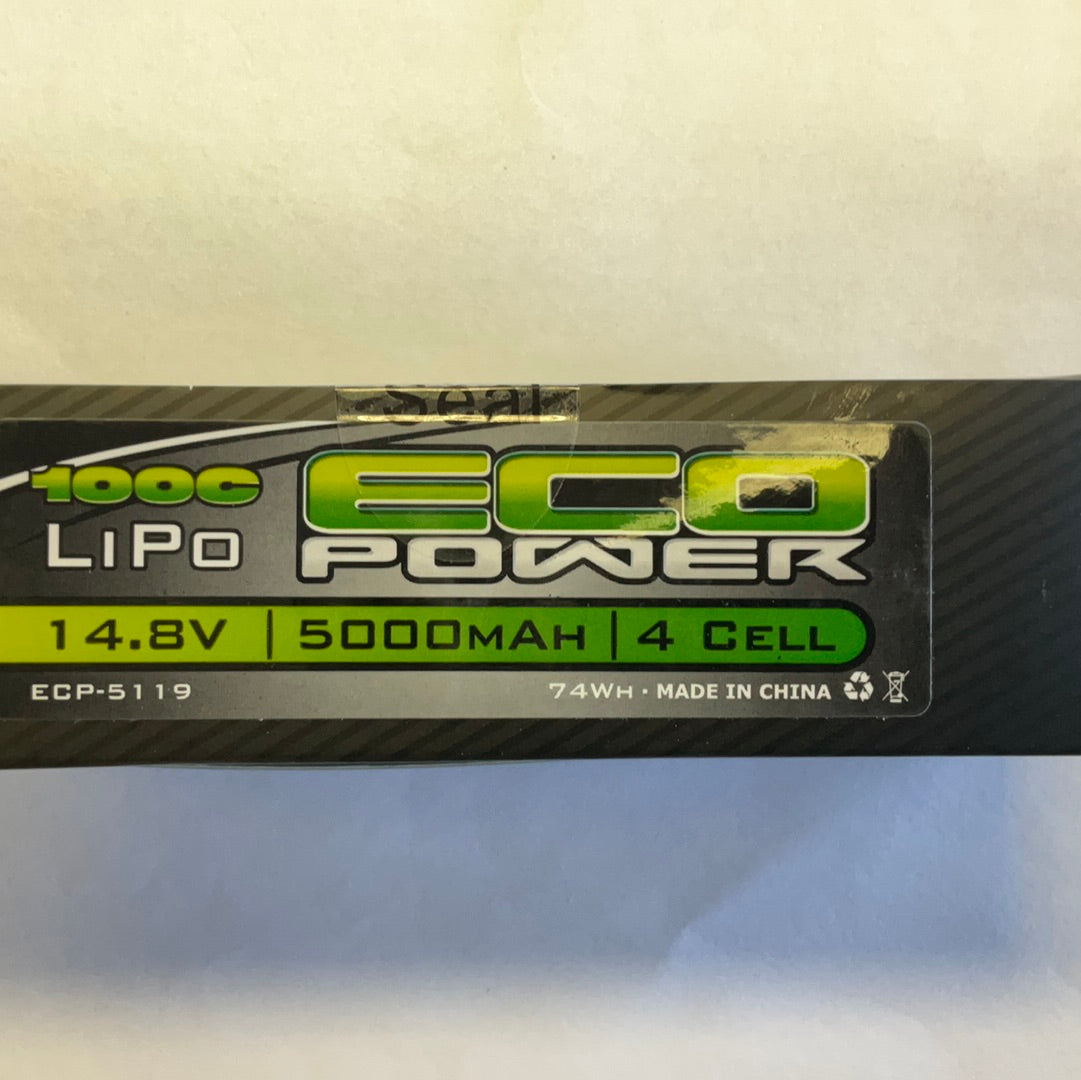 Seal
100C
LiPo
ECO
POWER
14.8V | 5000mAh | 4 Cell
ECP-5119
74Wh · MADE IN CHINA